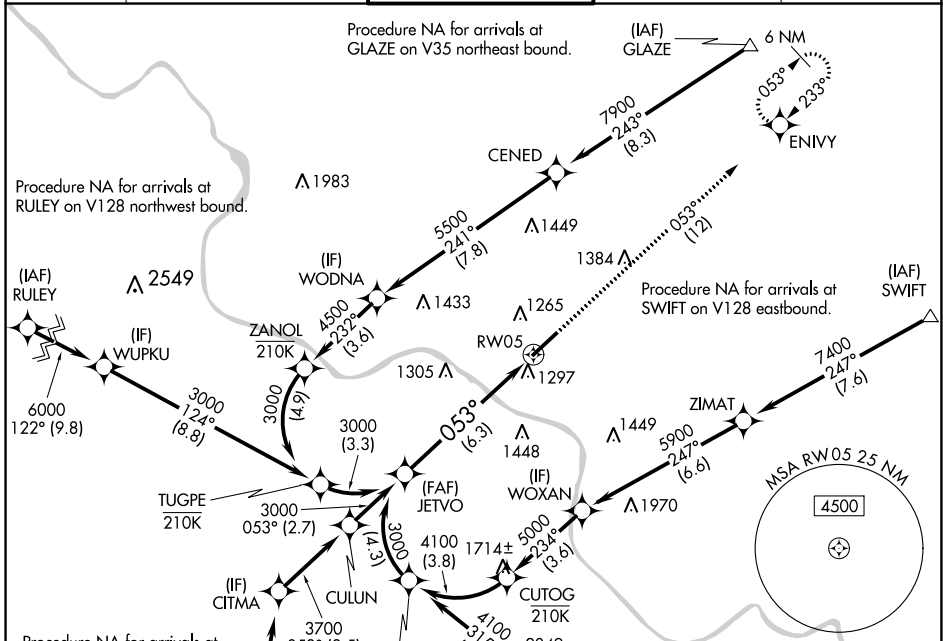 Procedure NA for arrivals at
GLAZE on V35 northeast bound.
(IAF)
GLAZE
6 NM
053°
233°
ENIVY
7900
243°
(8.3)
CENED
1983
Procedure NA for arrivals at
RULEY on V128 northwest bound.
5500
241°
(7.8)
1449
053°
(12)
1384
(IAF)
RULEY
2549
(IF)
WODNA
1433
1265
Procedure NA for arrivals at
SWIFT on V128 eastbound.
(IAF)
SWIFT
4500
232°
(3.6)
ZANOL
210K
(IF)
WUPKU
RW05
1305
1297
7400
247°
(7.6)
6000
122° (9.8)
3000
124°
(8.8)
3000
(4.9)
3000
(3.3)
053°
(6.3)
1448
1449
ZIMAT
5900
247°
(6.6)
MSA RW05 25 NM
4500
TUGPE
210K
3000
053° (2.7)
(FAF)
JETVO
(IF)
WOXAN
1970
3000
(4.3)
4100
(3.8)
1714±
5000
234°
(3.6)
(IF)
CITMA
CULUN
CUTOG
210K
3700
4100
Procedure NA for arrivals at